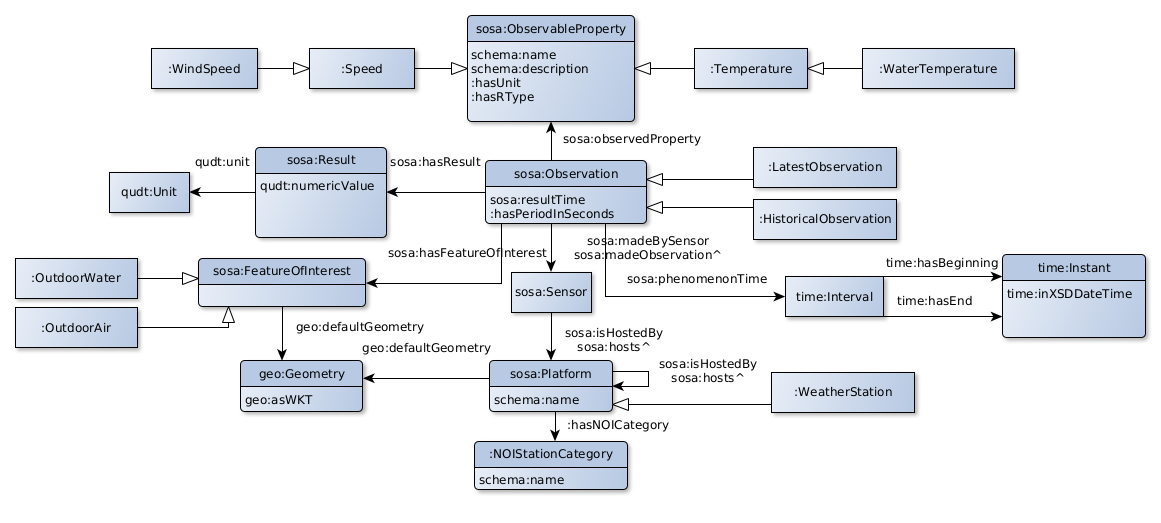 sosa:ObservableProperty
schema:name
schema:description
:hasUnit
:hasRType
:WindSpeed
:Speed
:Temperature
:WaterTemperature
sosa:observedProperty
qudt:unit
sosa:Result
qudt:numericValue
sosa:hasResult
qudt:Unit
sosa:Observation
sosa:resultTime
:hasPeriodInSeconds
:LatestObservation
:HistoricalObservation
sosa:hasFeatureOfInterest
sosa:madeBySensor
sosa:madeObservation^
:OutdoorWater
:OutdoorAir
sosa:FeatureOfInterest
sosa:Sensor
sosa:phenomenonTime
time:Interval
time:hasBeginning
time:hasEnd
time:Instant
time:inXSDDateTime
geo:defaultGeometry
geo:defaultGeometry
sosa:isHostedBy
sosa:hosts^
geo:Geometry
geo:asWKT
sosa:Platform
schema:name
sosa:isHostedBy
sosa:hosts^
:WeatherStation
:hasNOICategory
:NOIStationCategory
schema:name